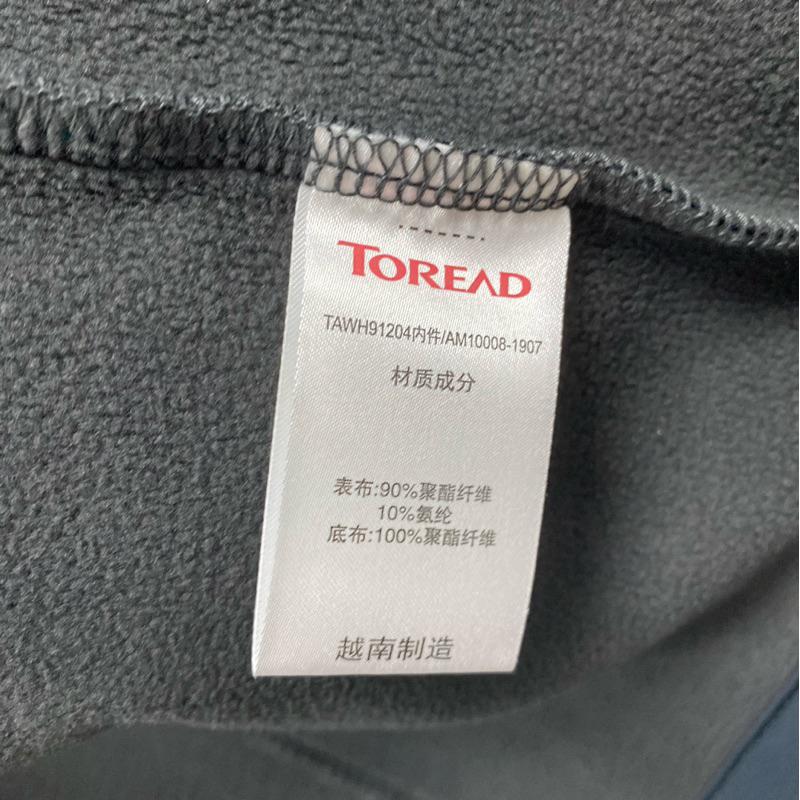 TOREAD
TAWH91204内件/AM10008-1907
材质成分
表布:90%聚酯纤维
10%氨纶
底布:100%聚酯纤维
越南制造